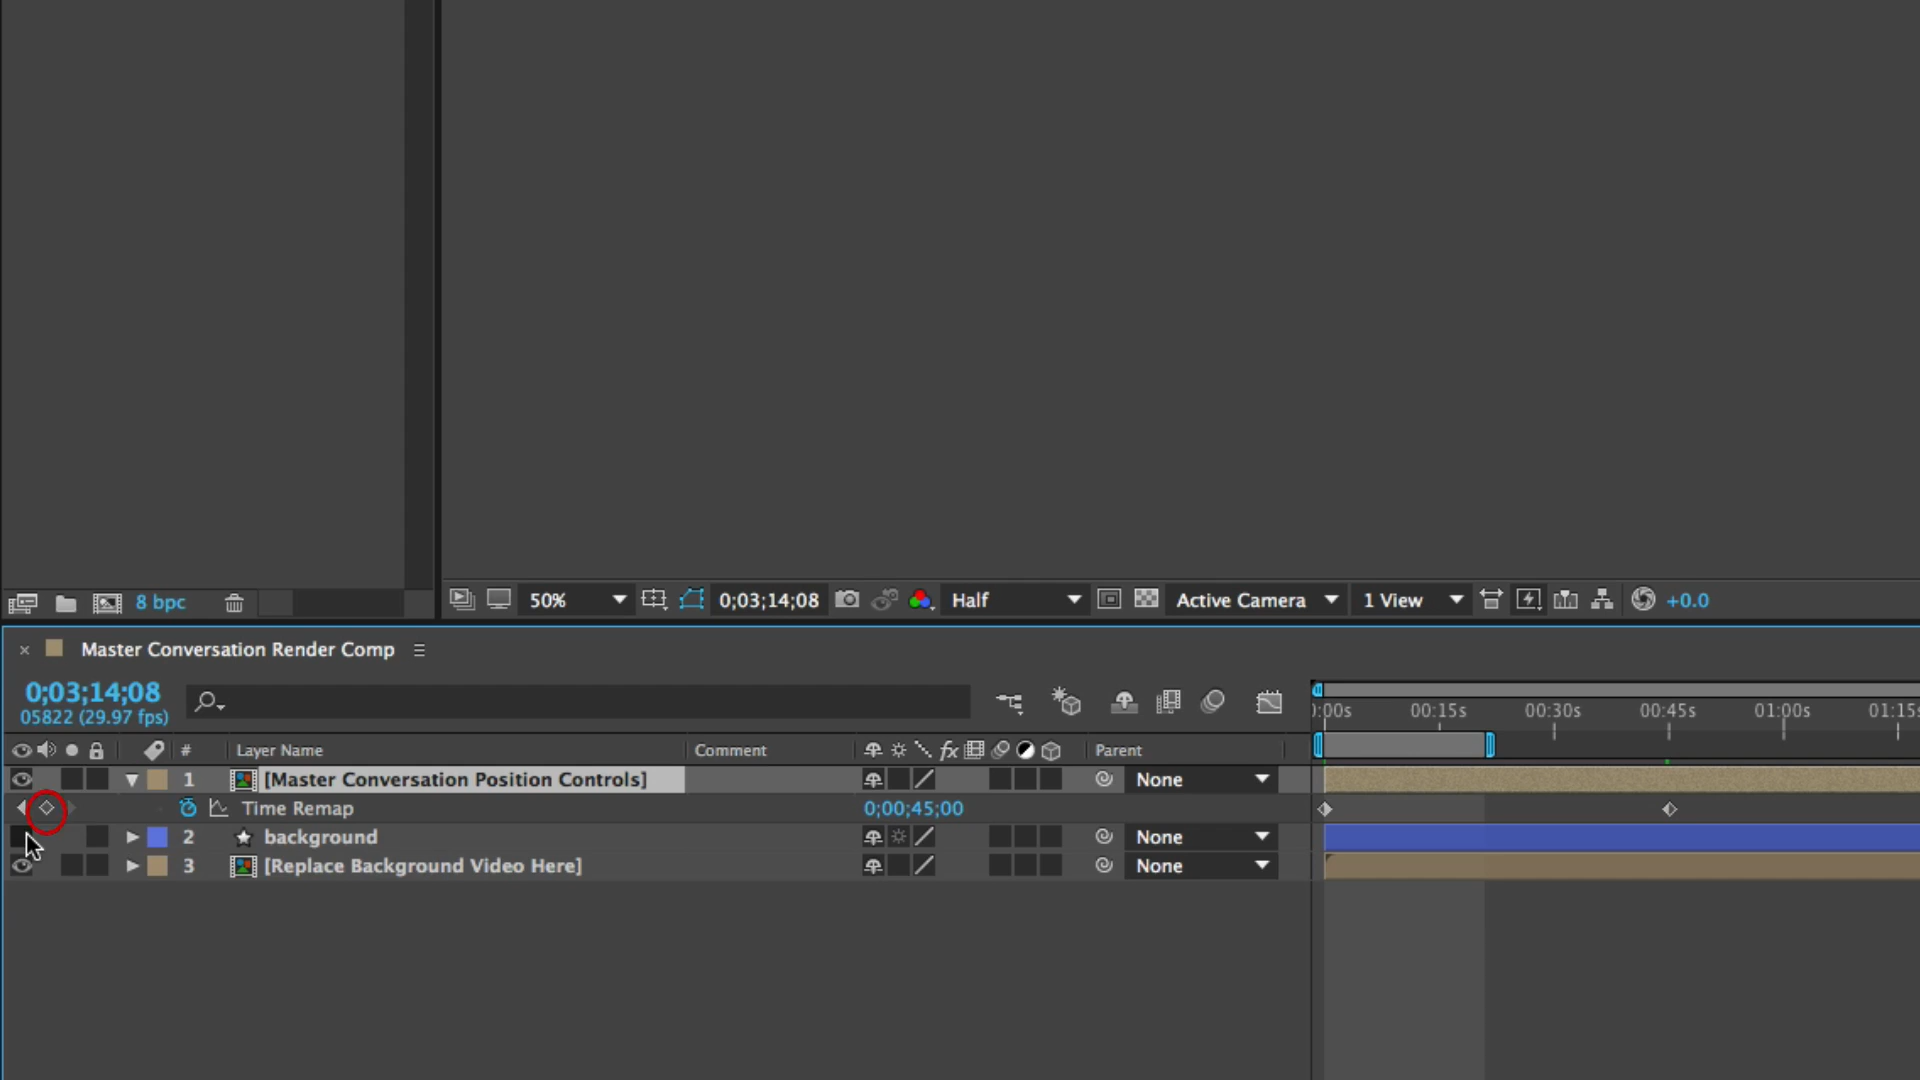 8 bpc
50%
0;03;14;08
Half
Active Camera
1 View
+0.0
Master Conversation Render Comp
0;03;14;08
05822 (29.97 fps)
:00s 00:15s 00:30s 00:45s 01:00s 01:15s
# Layer Name Comment fx Parent
1 [Master Conversation Position Controls] None
Time Remap 0;00;45;00
2 background None
3 [Replace Background Video Here] None